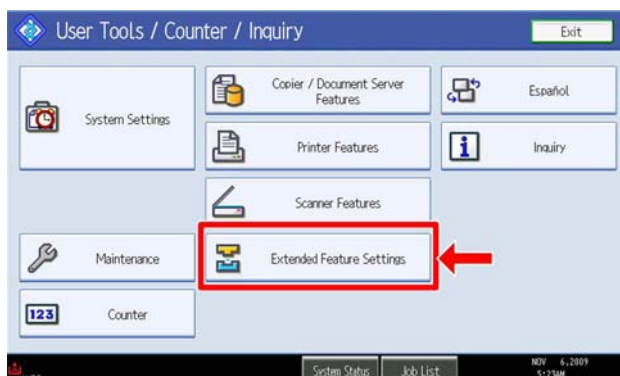 User Tools / Counter / Inquiry
Exit
System Settings
Copier / Document Server
Features
Español
Printer Features
Inquiry
Scanner Features
Maintenance
Extended Feature Settings
123
Counter
System Status
Job List
NOV 6,2009